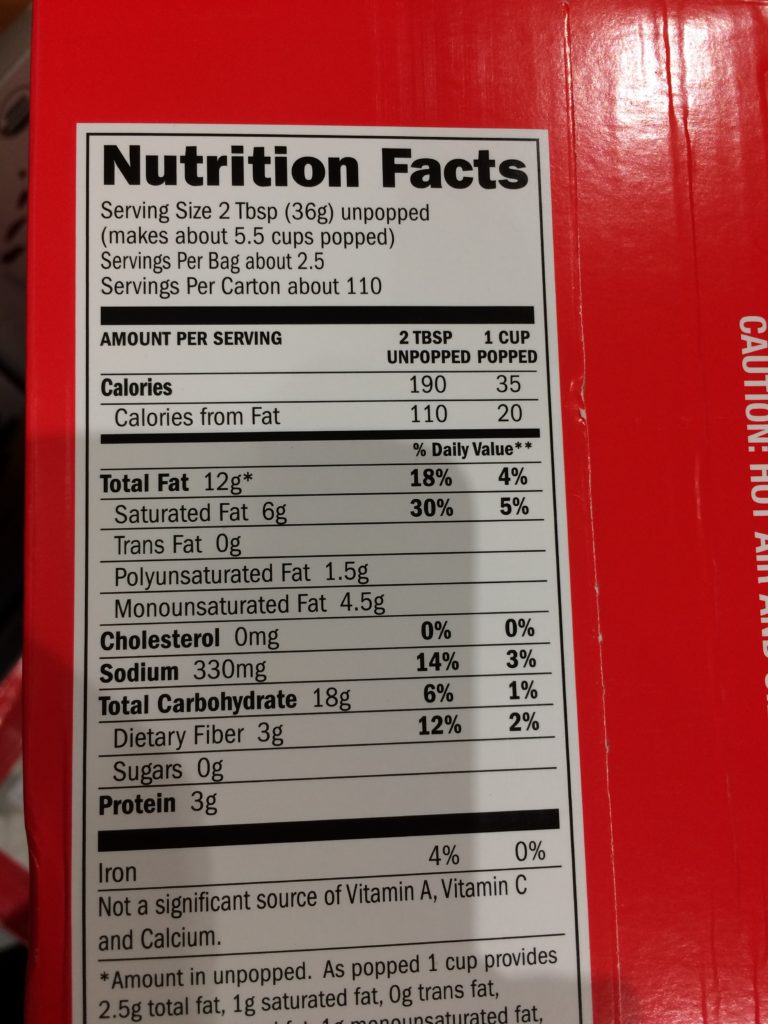 Nutrition Facts
Serving Size 2 Tbsp (36g) unpopped
(makes about 5.5 cups popped)
Servings Per Bag about 2.5
Servings Per Carton about 110
AMOUNT PER SERVING 2 TBSP UNPOPPED 1 CUP POPPED
Calories 190 35
Calories from Fat 110 20
% Daily Value**
Total Fat 12g* 18% 4%
Saturated Fat 6g 30% 5%
Trans Fat 0g
Polyunsaturated Fat 1.5g
Monounsaturated Fat 4.5g
Cholesterol 0mg 0% 0%
Sodium 330mg 14% 3%
Total Carbohydrate 18g 6% 1%
Dietary Fiber 3g 12% 2%
Sugars 0g
Protein 3g
Iron 4% 0%
Not a significant source of Vitamin A, Vitamin C
and Calcium.
*Amount in unpopped. As popped 1 cup provides
2.5g total fat, 1g saturated fat, 0g trans fat,
1g monounsaturated fat,
CAUTION: HOT AIR AND